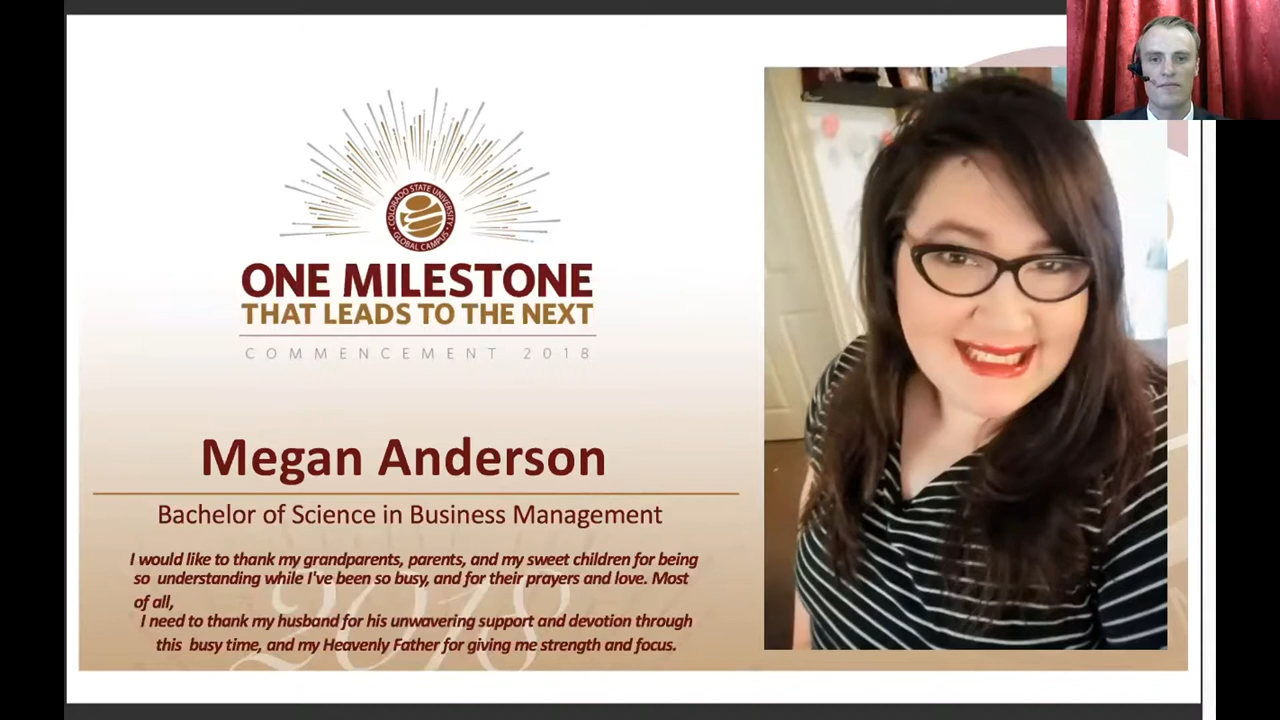 COLORADO STATE UNIVERSITY
GLOBAL CAMPUS
ONE MILESTONE
THAT LEADS TO THE NEXT
COMMENCEMENT 2018
Megan Anderson
Bachelor of Science in Business Management
I would like to thank my grandparents, parents, and my sweet children for being
so understanding while I've been so busy, and for their prayers and love. Most
of all,
I need to thank my husband for his unwavering support and devotion through
this busy time, and my Heavenly Father for giving me strength and focus.
2018